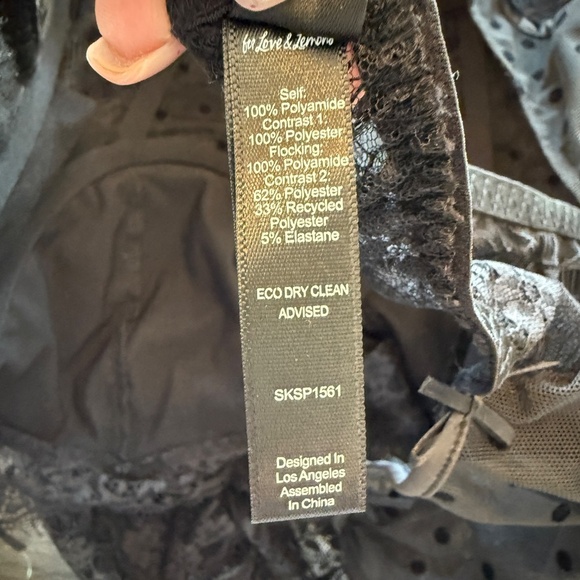 for Love & Lemons
Self:
100% Polyamide
Contrast 1:
100% Polyester
Flocking:
100% Polyamide
Contrast 2:
62% Polyester
33% Recycled
Polyester
5% Elastane
ECO DRY CLEAN
ADVISED
SKSP1561
Designed In
Los Angeles
Assembled
In China